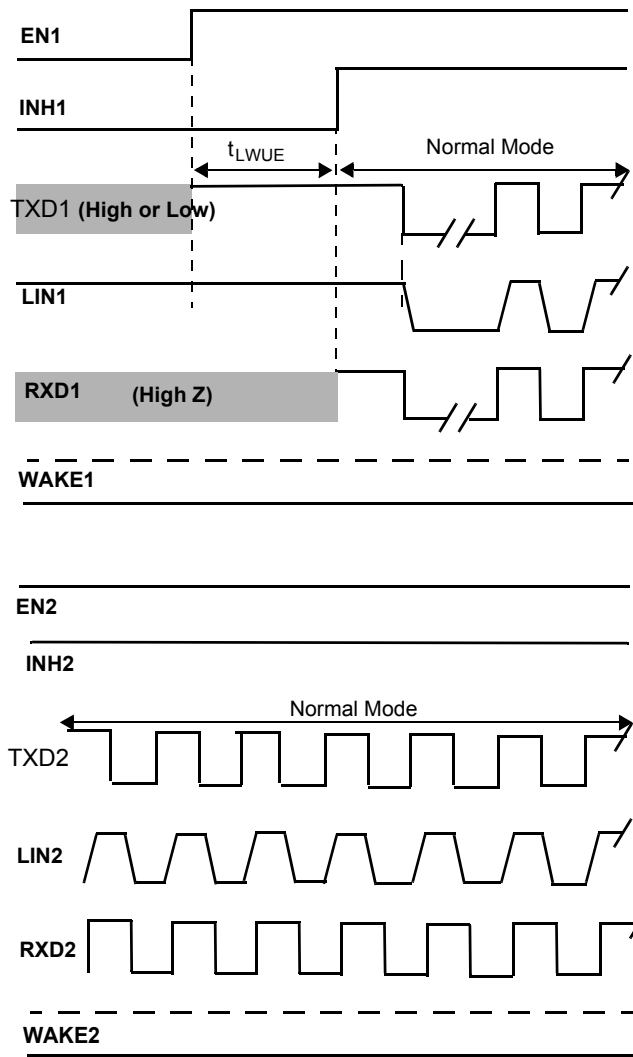 EN1
INH1
tLWUE
Normal Mode
TXD1 (High or Low)
LIN1
RXD1 (High Z)
WAKE1
EN2
INH2
Normal Mode
TXD2
LIN2
RXD2
WAKE2